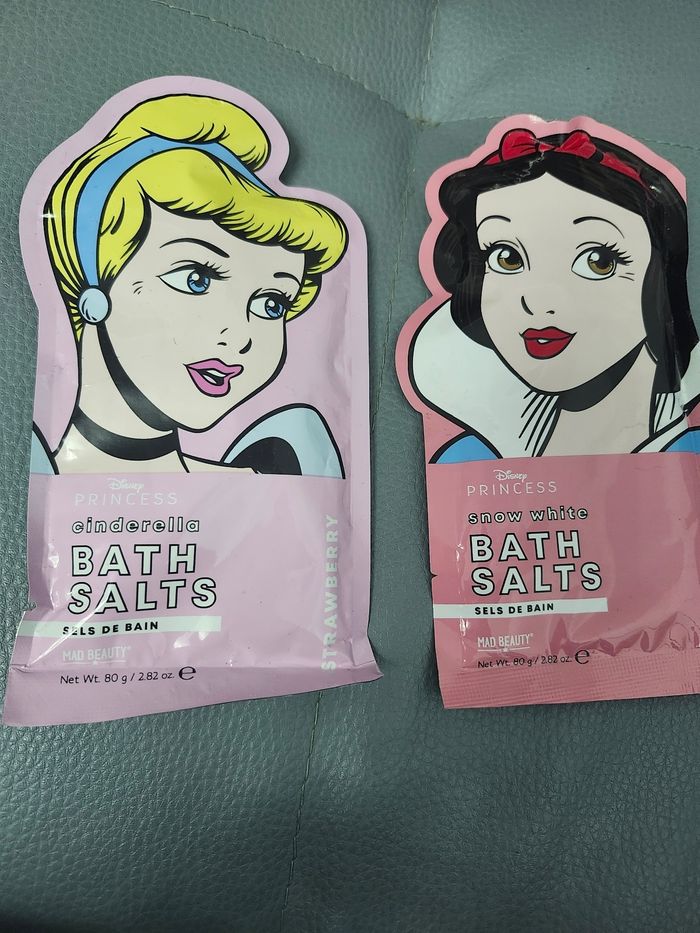 Disney
PRINCESS
cinderella
BATH
SALTS
SELS DE BAIN
MAD BEAUTY®
Net Wt. 80 g / 2.82 oz. ℮
STRAWBERRY
Disney
PRINCESS
snow white
BATH
SALTS
SELS DE BAIN
MAD BEAUTY®
Net Wt. 80 g / 2.82 oz. ℮